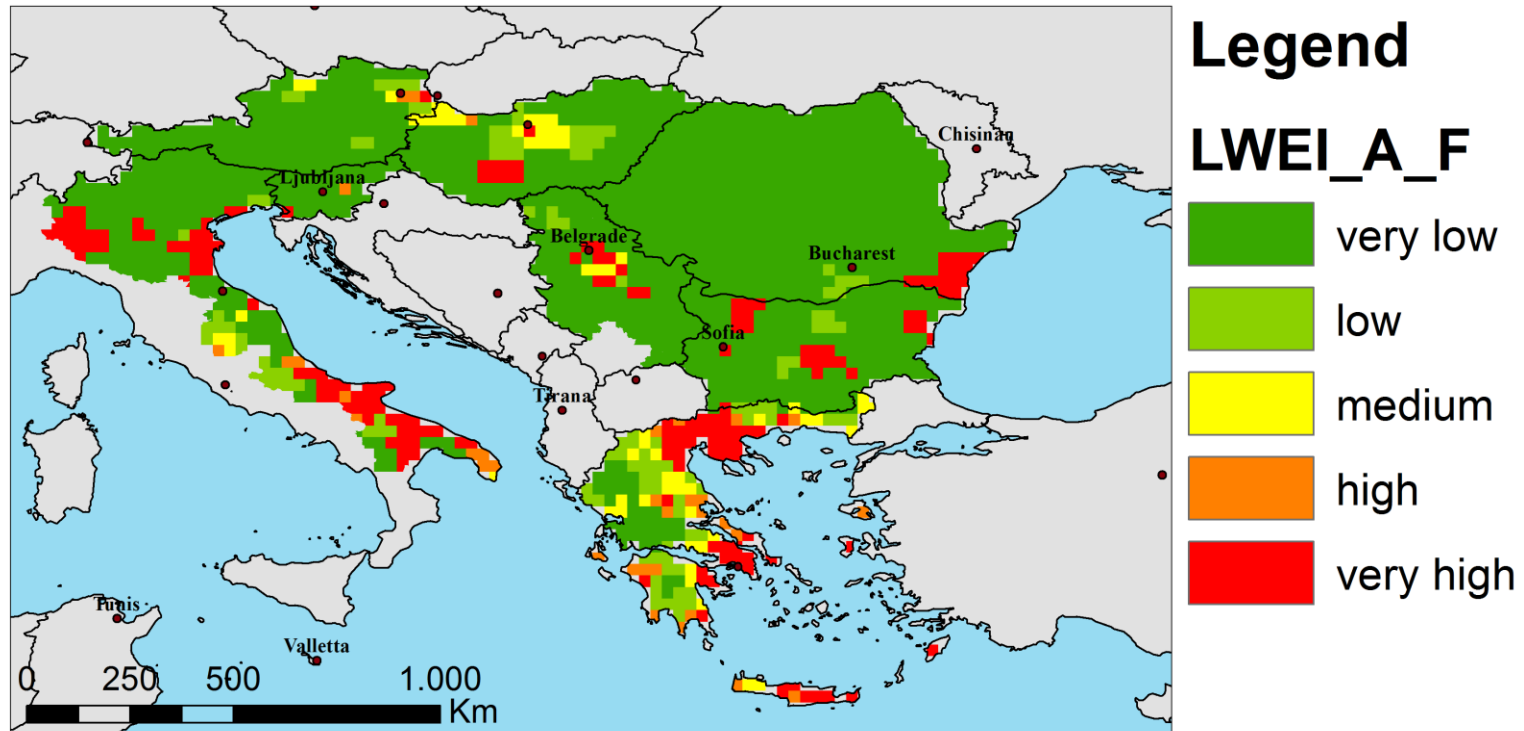 Legend
LWEI_A_F
very low
low
medium
high
very high
Chisinau
Ljubljana
Belgrade
Bucharest
Sofia
Tirana
Tunis
Valletta
0 250 500 1.000
Km